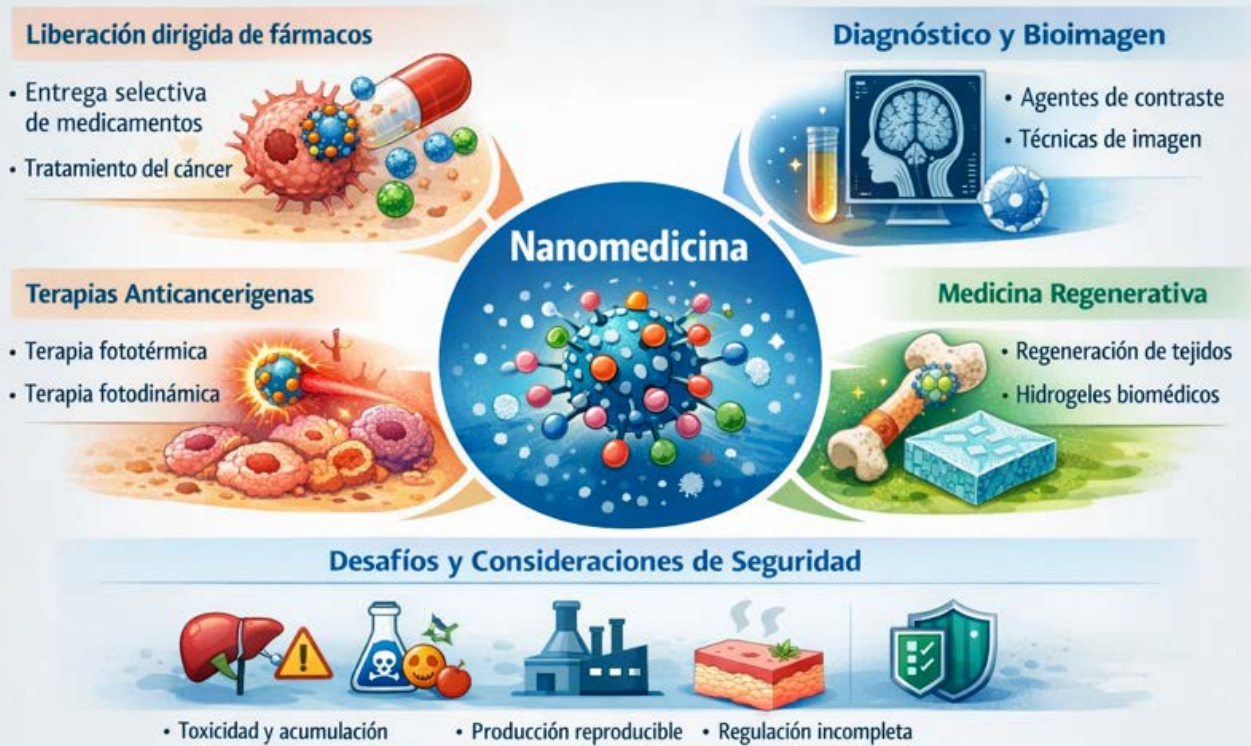 Liberación dirigida de fármacos
• Entrega selectiva
de medicamentos
• Tratamiento del cáncer
Diagnóstico y Bioimagen
• Agentes de contraste
• Técnicas de imagen
Nanomedicina
Terapias Anticancerigenas
• Terapia fototérmica
• Terapia fotodinámica
Medicina Regenerativa
• Regeneración de tejidos
• Hidrogeles biomédicos
Desafíos y Consideraciones de Seguridad
• Toxicidad y acumulación
• Producción reproducible
• Regulación incompleta